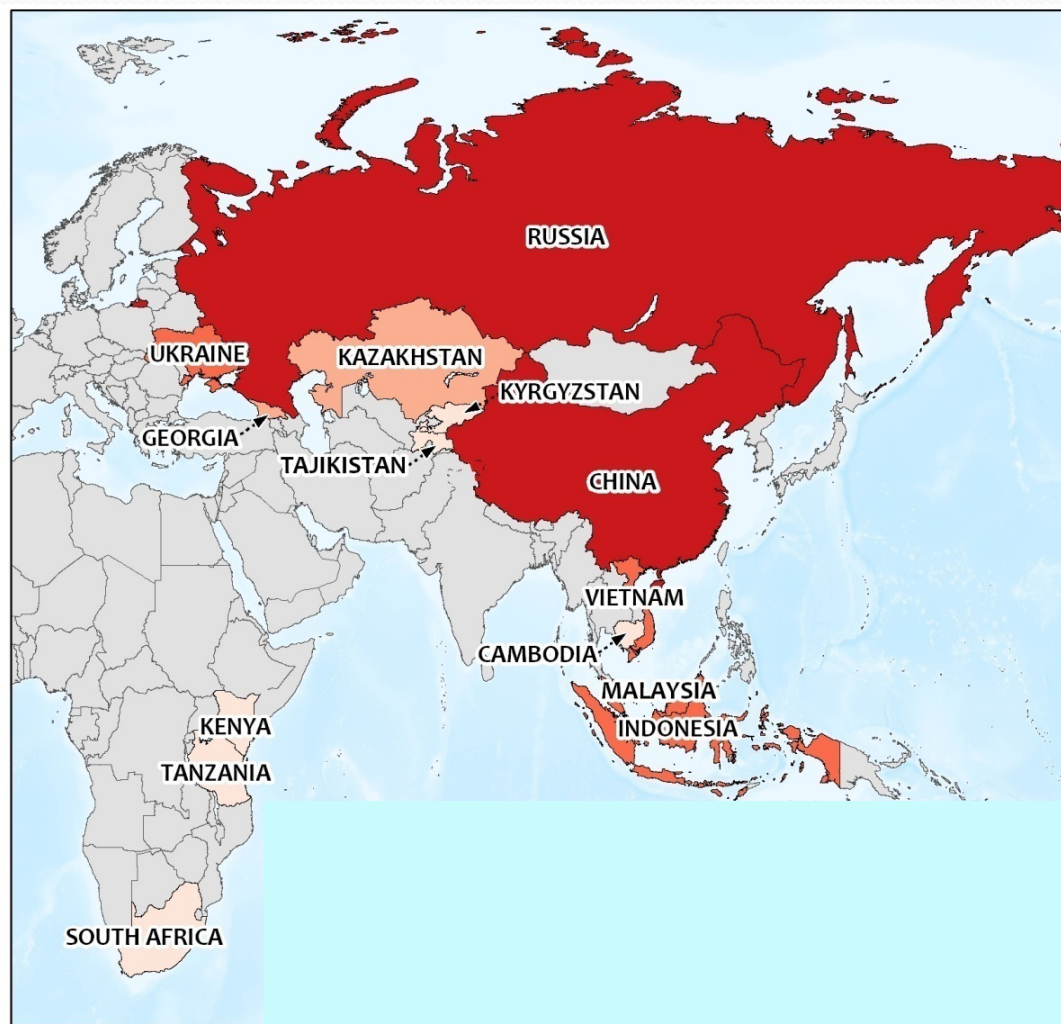 RUSSIA
UKRAINE
KAZAKHSTAN
KYRGYZSTAN
GEORGIA
TAJIKISTAN
CHINA
VIETNAM
CAMBODIA
MALAYSIA
INDONESIA
KENYA
TANZANIA
SOUTH AFRICA